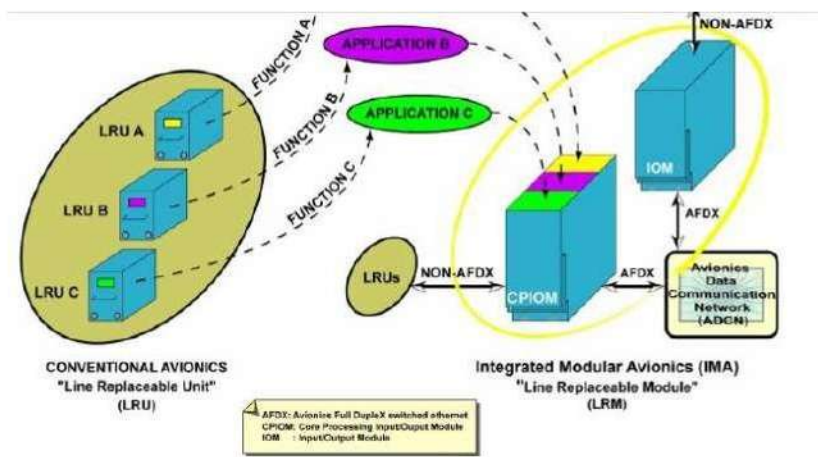 FUNCTION A
APPLICATION B
NON-AFDX
LRU A
FUNCTION B
APPLICATION C
IOM
LRU B
FUNCTION C
AFDX
LRU C
LRUs
NON-AFDX
CPIOM
AFDX
Avionics
Data
Communication
Network
(ADCN)
CONVENTIONAL AVIONICS
"Line Replaceable Unit"
(LRU)
Integrated Modular Avionics (IMA)
"Line Replaceable Module"
(LRM)
AFDX: Avionics Full DupleX switched ethernet
CPIOM: Core Processing Input/Ouput Module
IOM : Input/Output Module